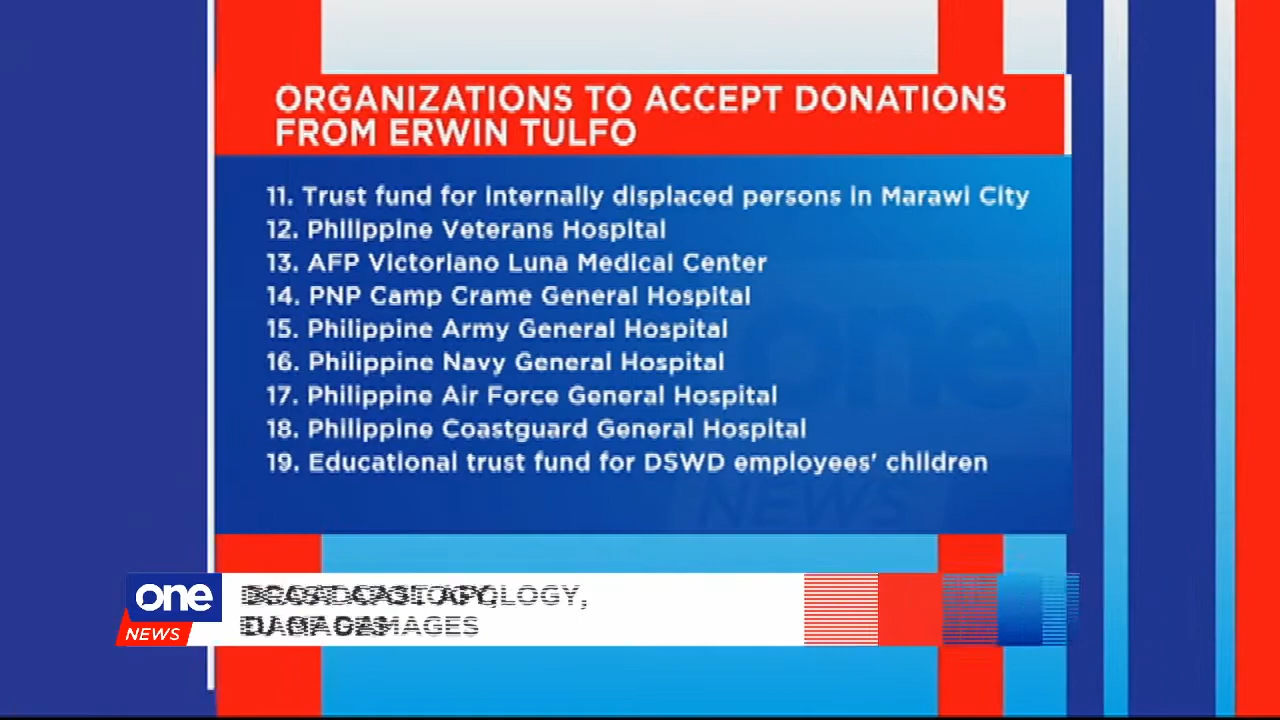 ORGANIZATIONS TO ACCEPT DONATIONS
FROM ERWIN TULFO
11. Trust fund for internally displaced persons in Marawi City
12. Philippine Veterans Hospital
13. AFP Victoriano Luna Medical Center
14. PNP Camp Crame General Hospital
15. Philippine Army General Hospital
16. Philippine Navy General Hospital
17. Philippine Air Force General Hospital
18. Philippine Coastguard General Hospital
19. Educational trust fund for DSWD employees' children
one
NEWS
one
NEWS